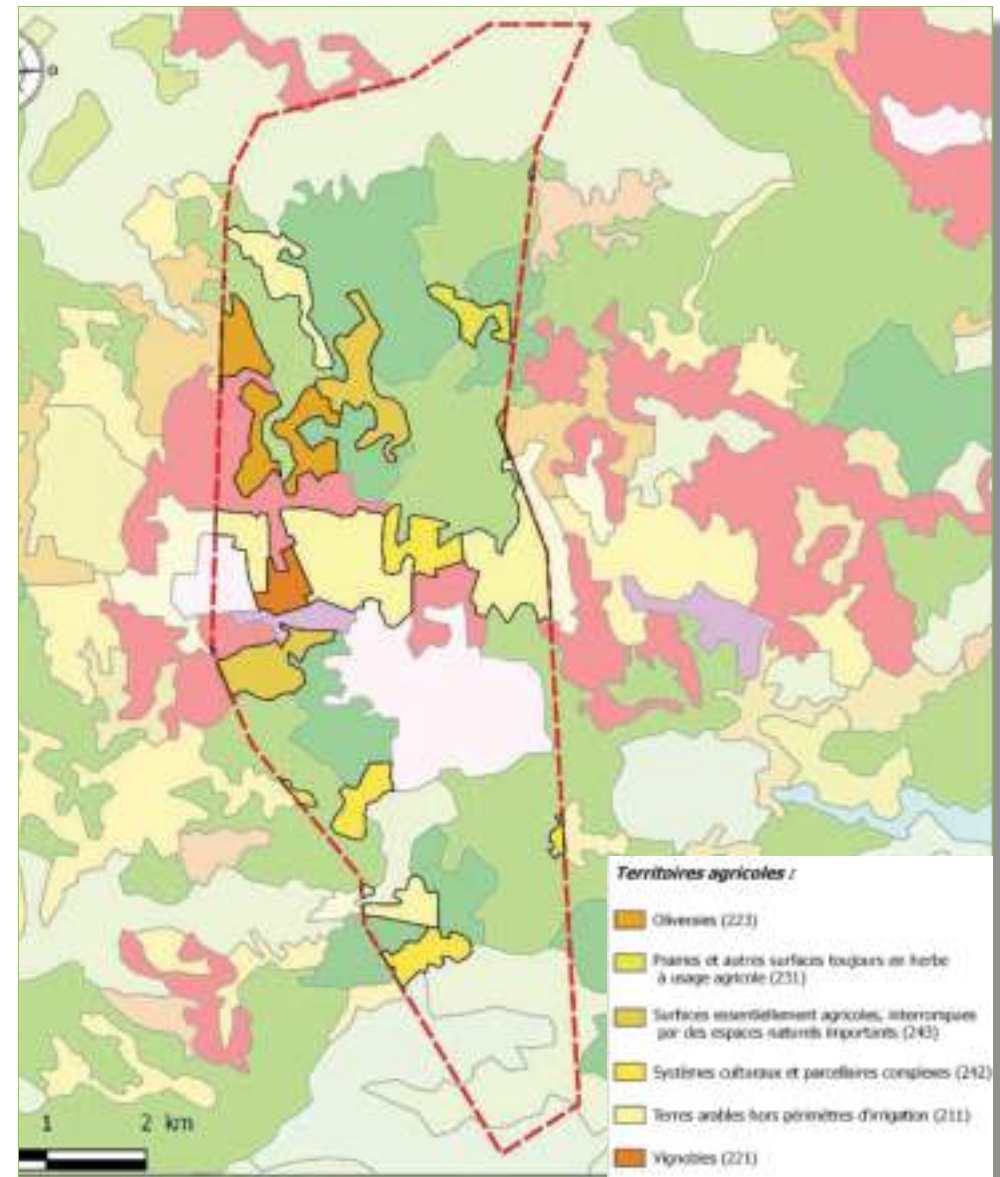 o
1 2 km
Territoires agricoles :
Oliveraies (223)
Prairies et autres surfaces toujours en herbe
à usage agricole (231)
Surfaces essentiellement agricoles, interrompues
par des espaces naturels importants (243)
Systèmes culturaux et parcellaires complexes (242)
Terres arables hors périmètres d'irrigation (211)
Vignobles (221)